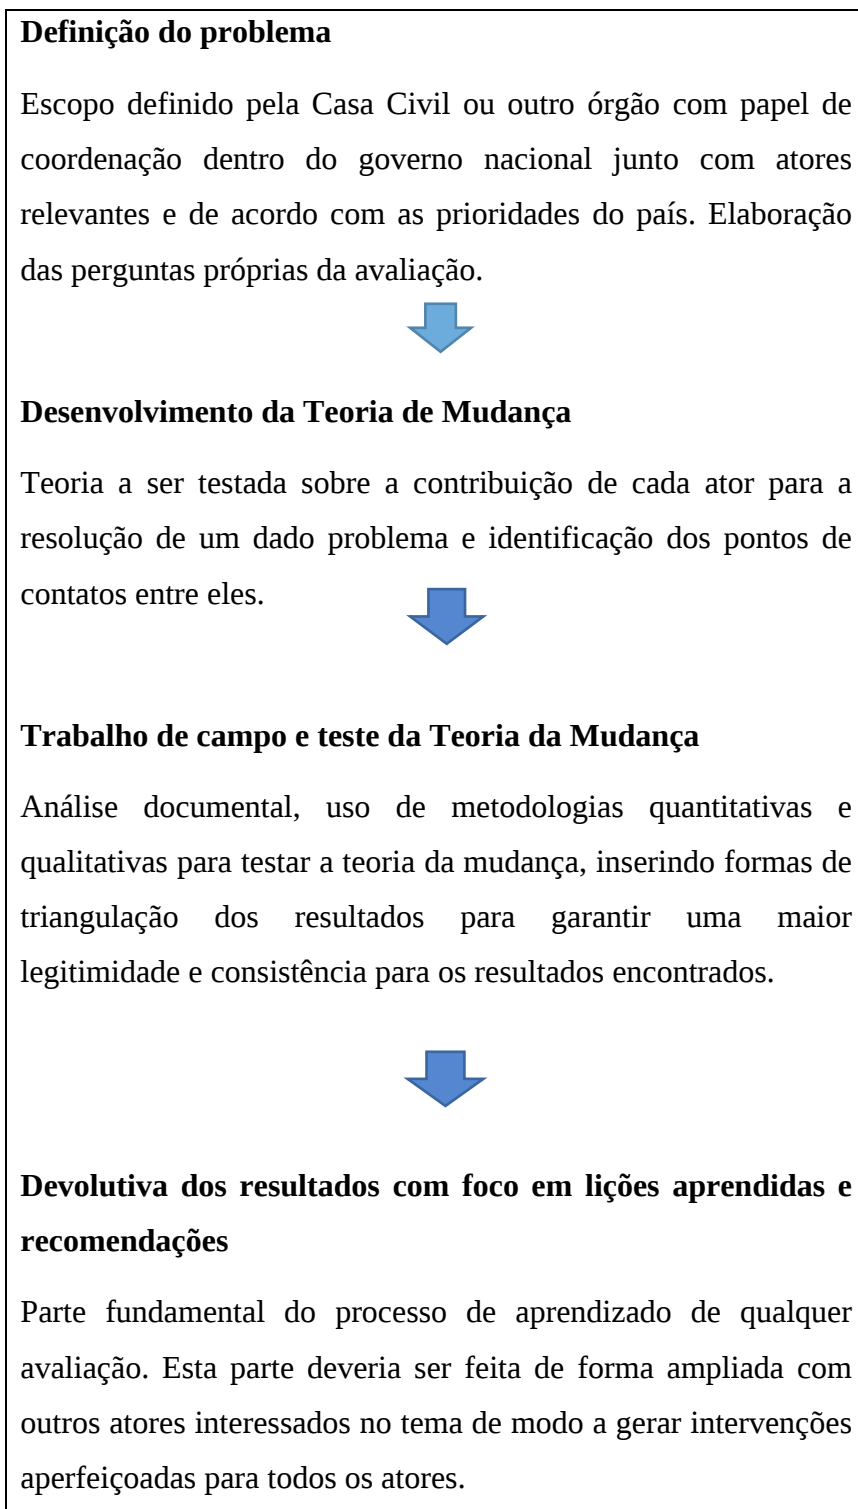 Definição do problema
Escopo definido pela Casa Civil ou outro órgão com papel de
coordenação dentro do governo nacional junto com atores
relevantes e de acordo com as prioridades do país. Elaboração
das perguntas próprias da avaliação.
Desenvolvimento da Teoria de Mudança
Teoria a ser testada sobre a contribuição de cada ator para a
resolução de um dado problema e identificação dos pontos de
contatos entre eles.
Trabalho de campo e teste da Teoria da Mudança
Análise documental, uso de metodologias quantitativas e
qualitativas para testar a teoria da mudança, inserindo formas de
triangulação dos resultados para garantir uma maior
legitimidade e consistência para os resultados encontrados.
Devolutiva dos resultados com foco em lições aprendidas e
recomendações
Parte fundamental do processo de aprendizado de qualquer
avaliação. Esta parte deveria ser feita de forma ampliada com
outros atores interessados no tema de modo a gerar intervenções
aperfeiçoadas para todos os atores.